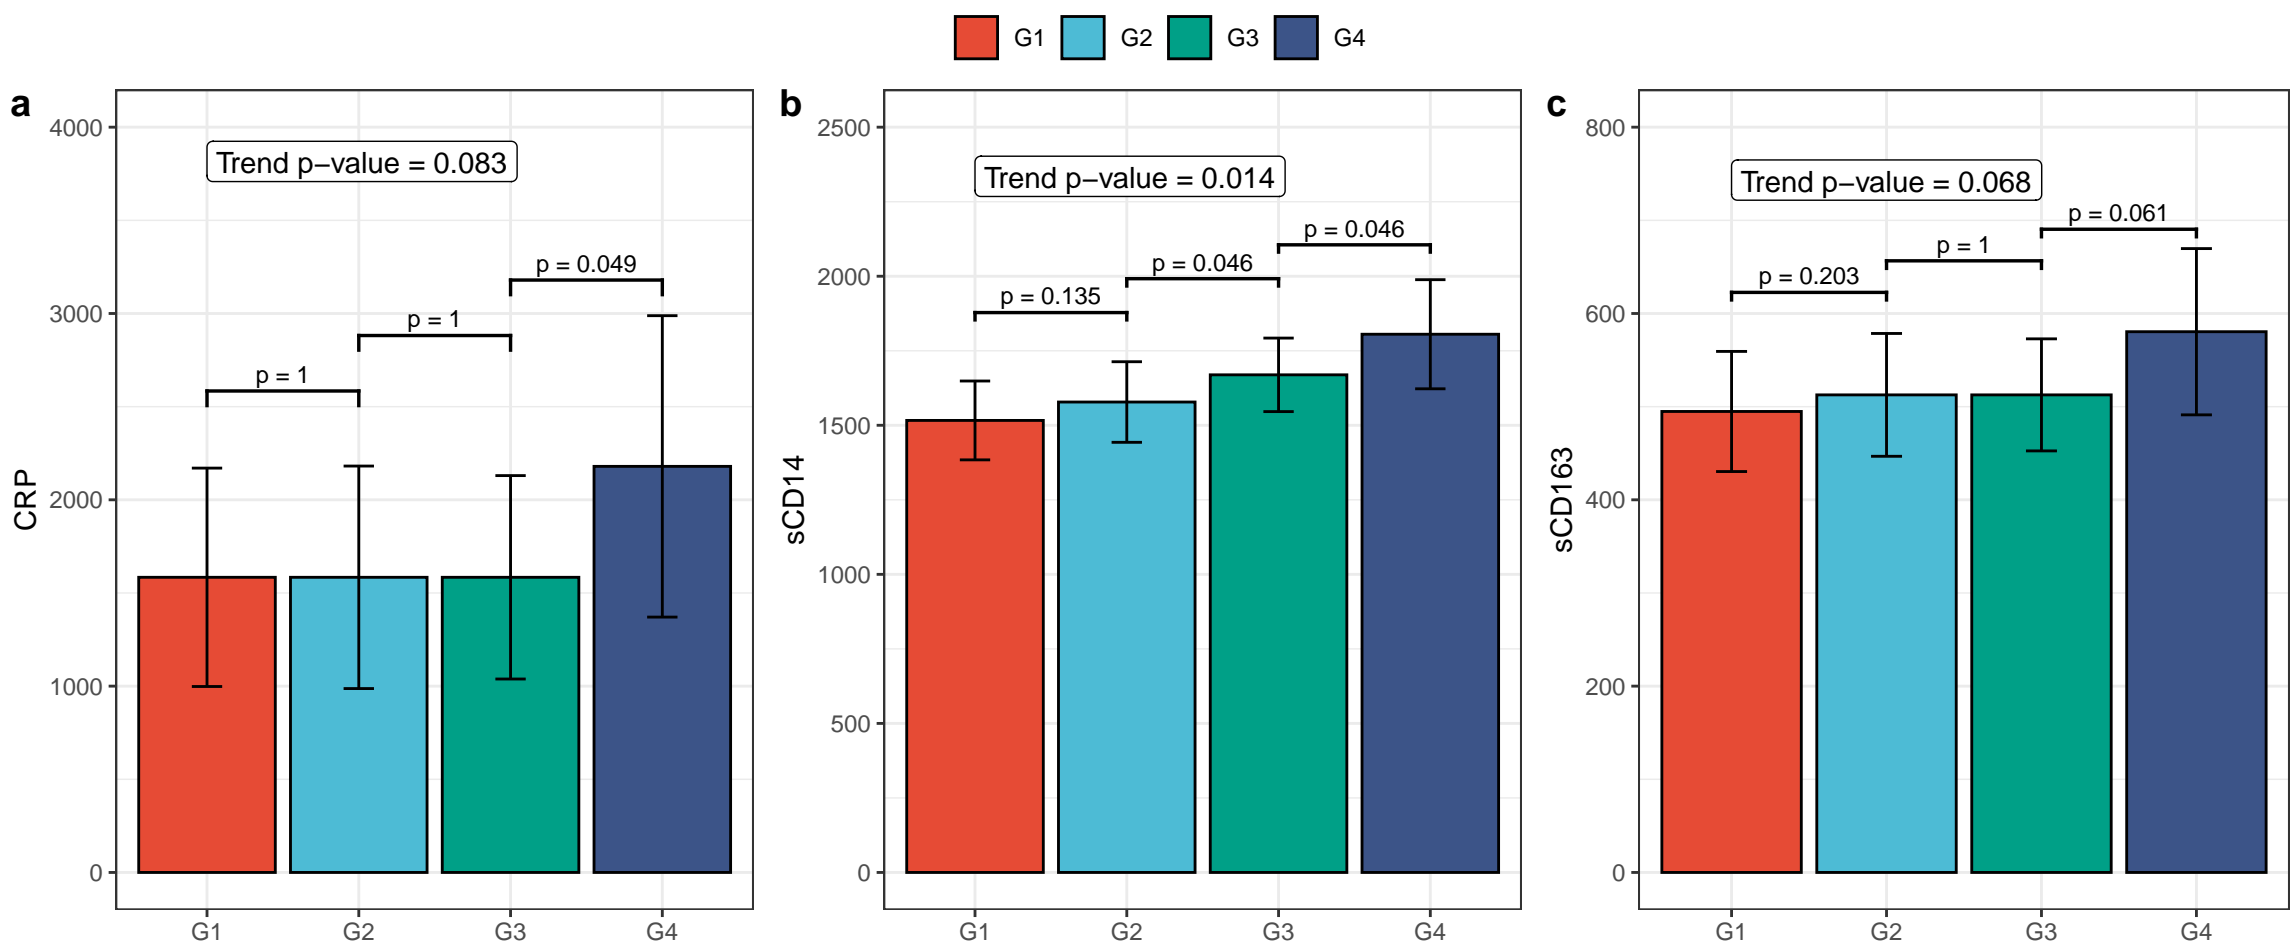 G1 G2 G3 G4
a
4000
3000
2000
1000
0
CRP
Trend p−value = 0.083
p = 0.049
p = 1
p = 1
G1 G2 G3 G4
b
2500
2000
1500
1000
500
0
sCD14
Trend p−value = 0.014
p = 0.046
p = 0.046
p = 0.135
G1 G2 G3 G4
c
800
600
400
200
0
sCD163
Trend p−value = 0.068
p = 0.061
p = 1
p = 0.203
G1 G2 G3 G4